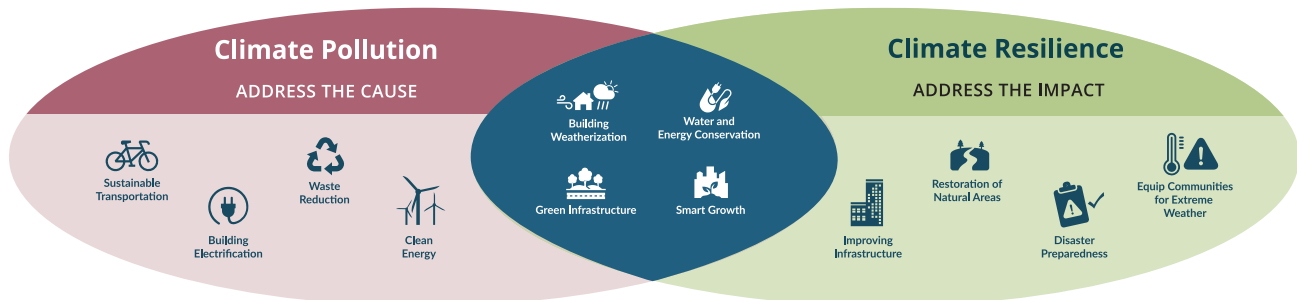 Climate Pollution
ADDRESS THE CAUSE
Sustainable
Transportation
Building
Electrification
Waste
Reduction
Clean
Energy
Building
Weatherization
Water and
Energy Conservation
Green Infrastructure
Smart Growth
Climate Resilience
ADDRESS THE IMPACT
Improving
Infrastructure
Restoration of
Natural Areas
Disaster
Preparedness
Equip Communities
for Extreme
Weather